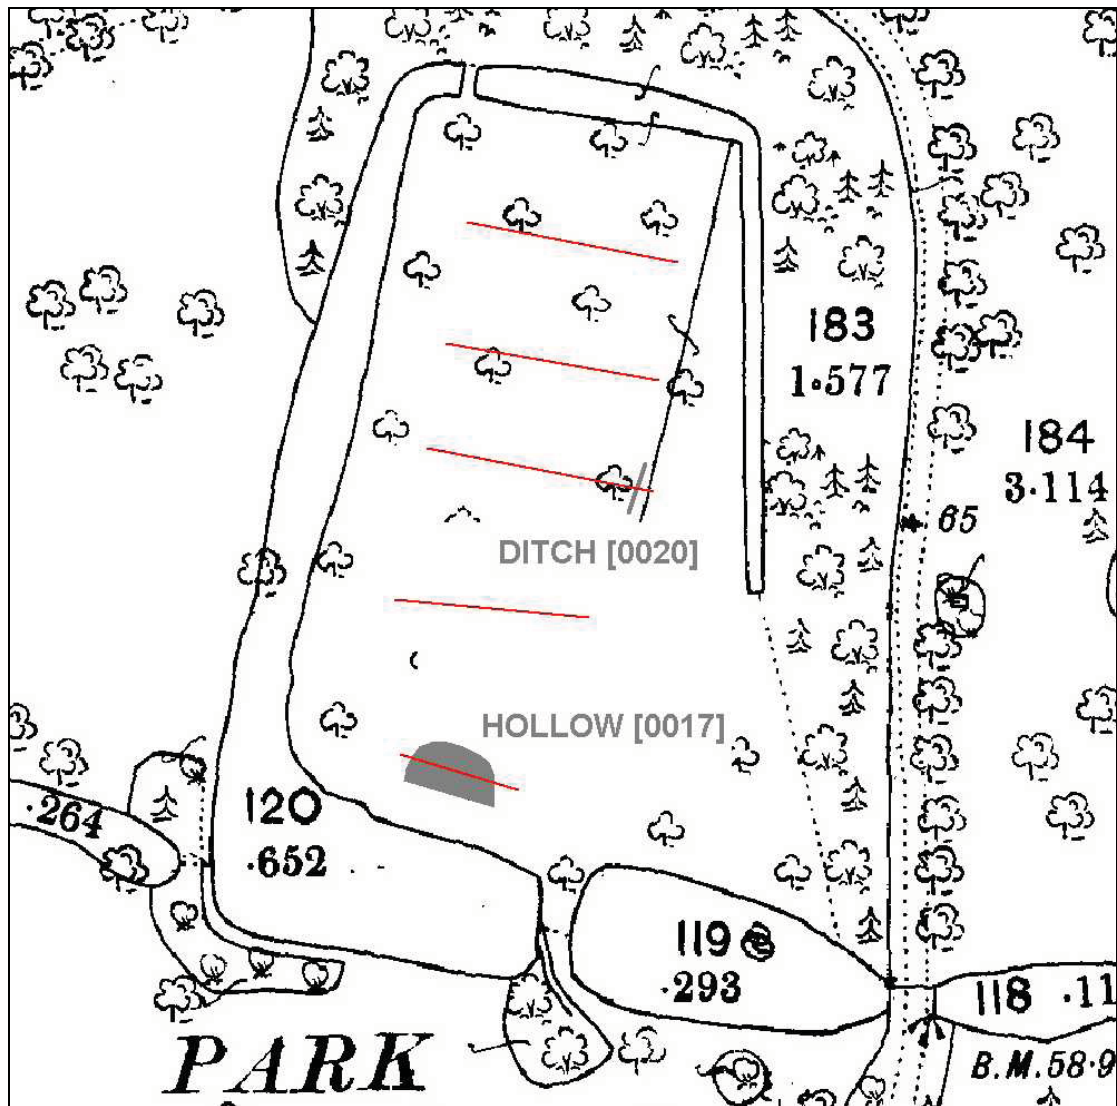 183
1·577
184
3·114
65
DITCH [0020]
HOLLOW [0017]
·264
120
·652
119
·293
118 ·11
PARK
B.M.58·9